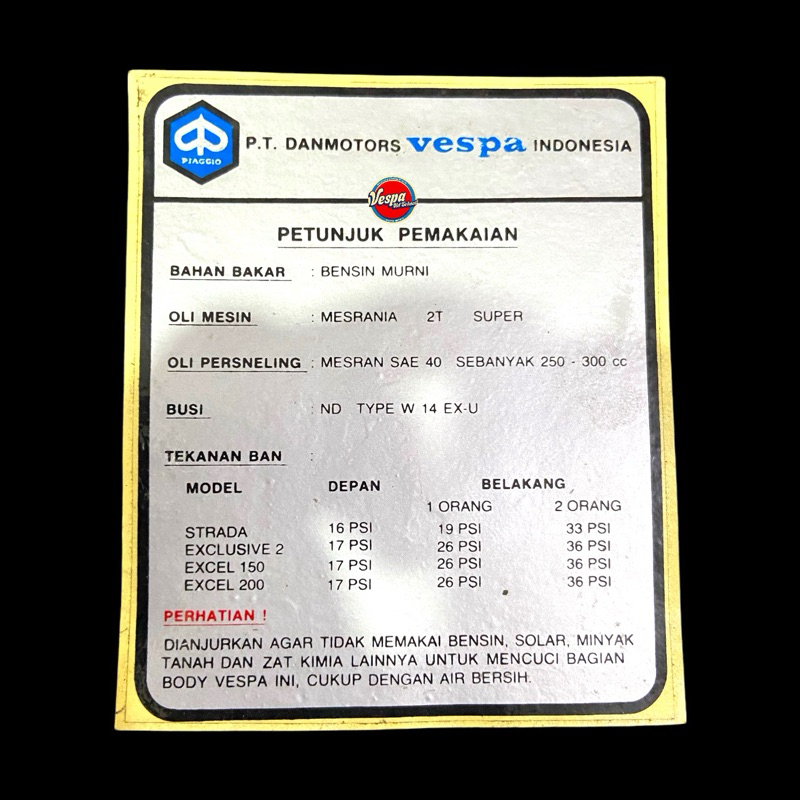 PIAGGIO
P.T. DANMOTORS vespa INDONESIA
Vespa
PETUNJUK PEMAKAIAN
BAHAN BAKAR : BENSIN MURNI
OLI MESIN : MESRANIA 2T SUPER
OLI PERSNELING : MESRAN SAE 40 SEBANYAK 250 - 300 cc
BUSI : ND TYPE W 14 EX-U
TEKANAN BAN :
MODEL DEPAN BELAKANG
1 ORANG 2 ORANG
STRADA 16 PSI 19 PSI 33 PSI
EXCLUSIVE 2 17 PSI 26 PSI 36 PSI
EXCEL 150 17 PSI 26 PSI 36 PSI
EXCEL 200 17 PSI 26 PSI 36 PSI
PERHATIAN !
DIANJURKAN AGAR TIDAK MEMAKAI BENSIN, SOLAR, MINYAK
TANAH DAN ZAT KIMIA LAINNYA UNTUK MENCUCI BAGIAN
BODY VESPA INI, CUKUP DENGAN AIR BERSIH.